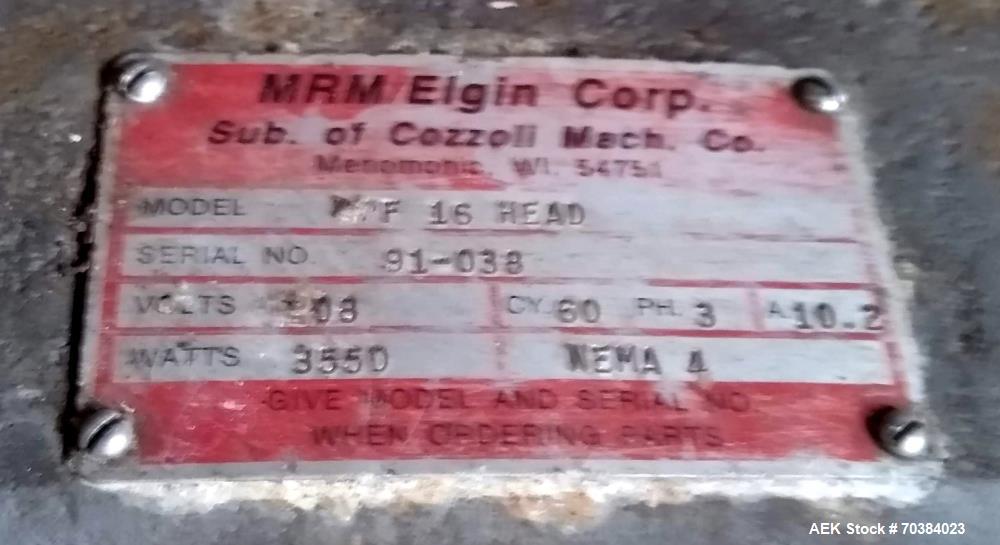 MRM/Elgin Corp.
Sub. of Cozzoli Mach. Co.
Menomonie, WI. 54751
MODEL 16 HEAD
SERIAL NO. 91-038
VOLTS CY. 60 PH. 3 A. 10.2
WATTS 3550 NEMA 4
GIVE MODEL AND SERIAL NO.
WHEN ORDERING PARTS
AEK Stock # 70384023